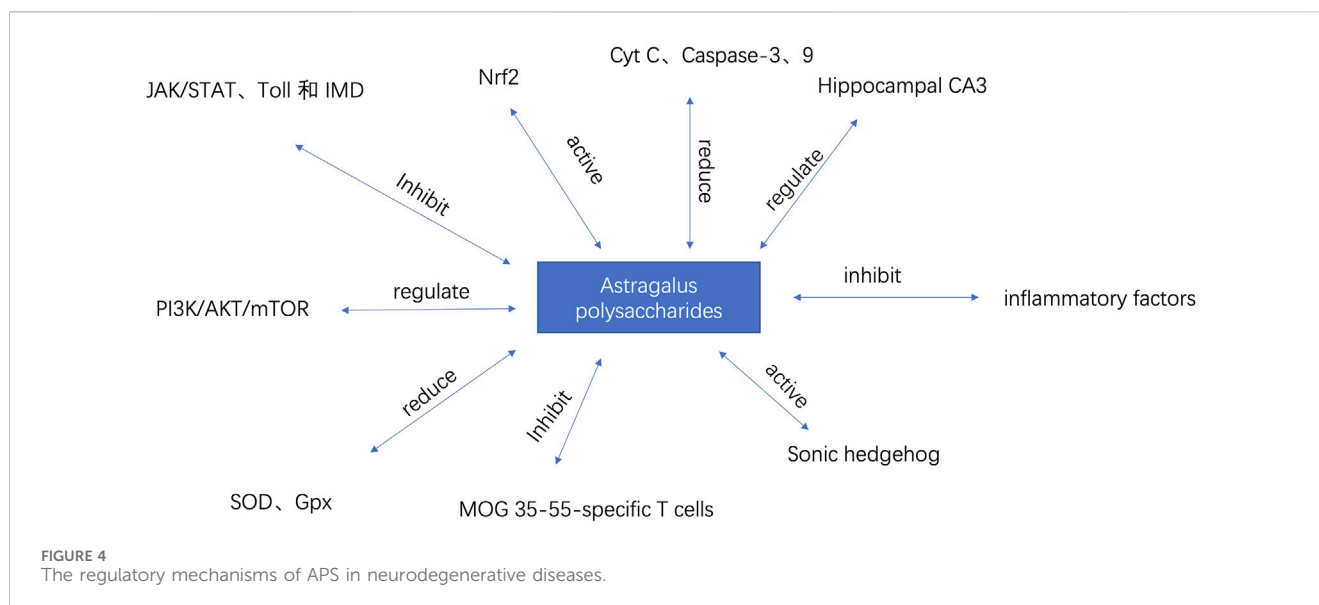 Cyt C、Caspase-3、9
Nrf2
Hippocampal CA3
JAK/STAT、Toll 和 IMD
active
reduce
regulate
Inhibit
Astragalus
polysaccharides
inhibit
inflammatory factors
PI3K/AKT/mTOR
regulate
reduce
Inhibit
active
Sonic hedgehog
SOD、Gpx
MOG 35-55-specific T cells
FIGURE 4
The regulatory mechanisms of APS in neurodegenerative diseases.